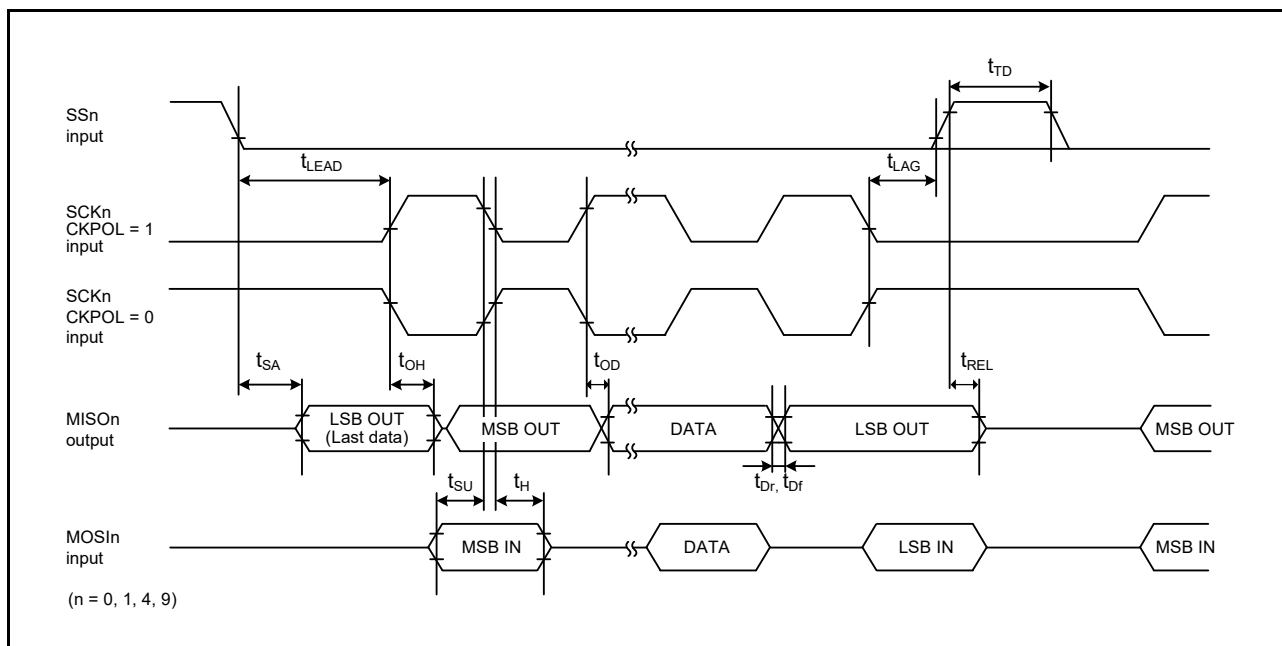 tTD
SSn
input
tLEAD
tLAG
SCKn
CKPOL = 1
input
SCKn
CKPOL = 0
input
tSA
tOH
tOD
tREL
MISOn
output
LSB OUT
(Last data)
MSB OUT
DATA
LSB OUT
MSB OUT
tSU
tH
tDr, tDf
MOSIn
input
MSB IN
DATA
LSB IN
MSB IN
(n = 0, 1, 4, 9)